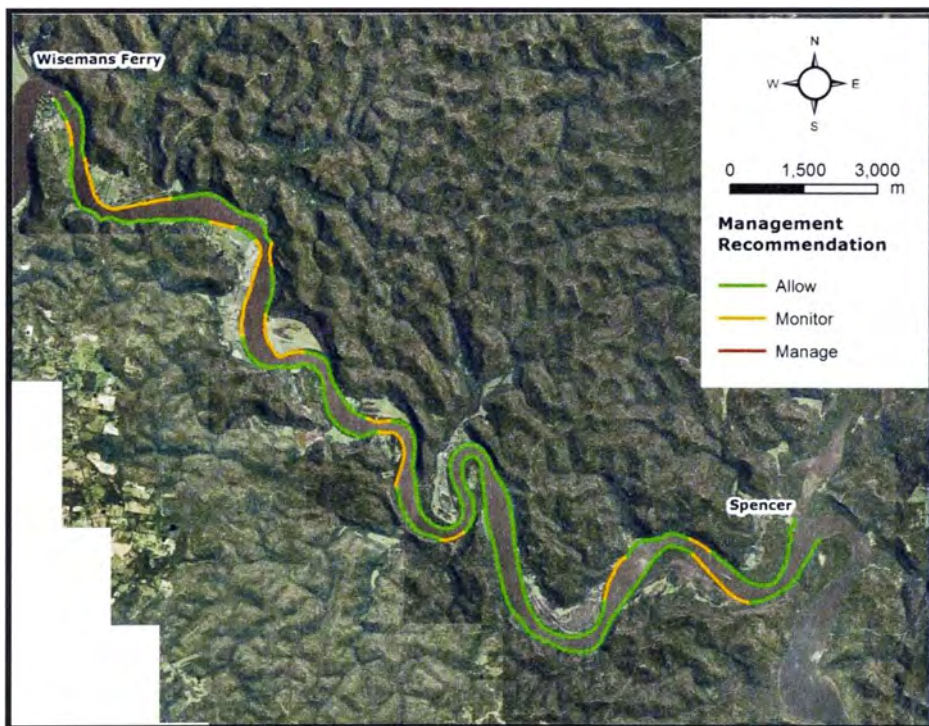 Wisemans Ferry
N
W E
S
0 1,500 3,000
m
Management
Recommendation
Allow
Monitor
Manage
Spencer